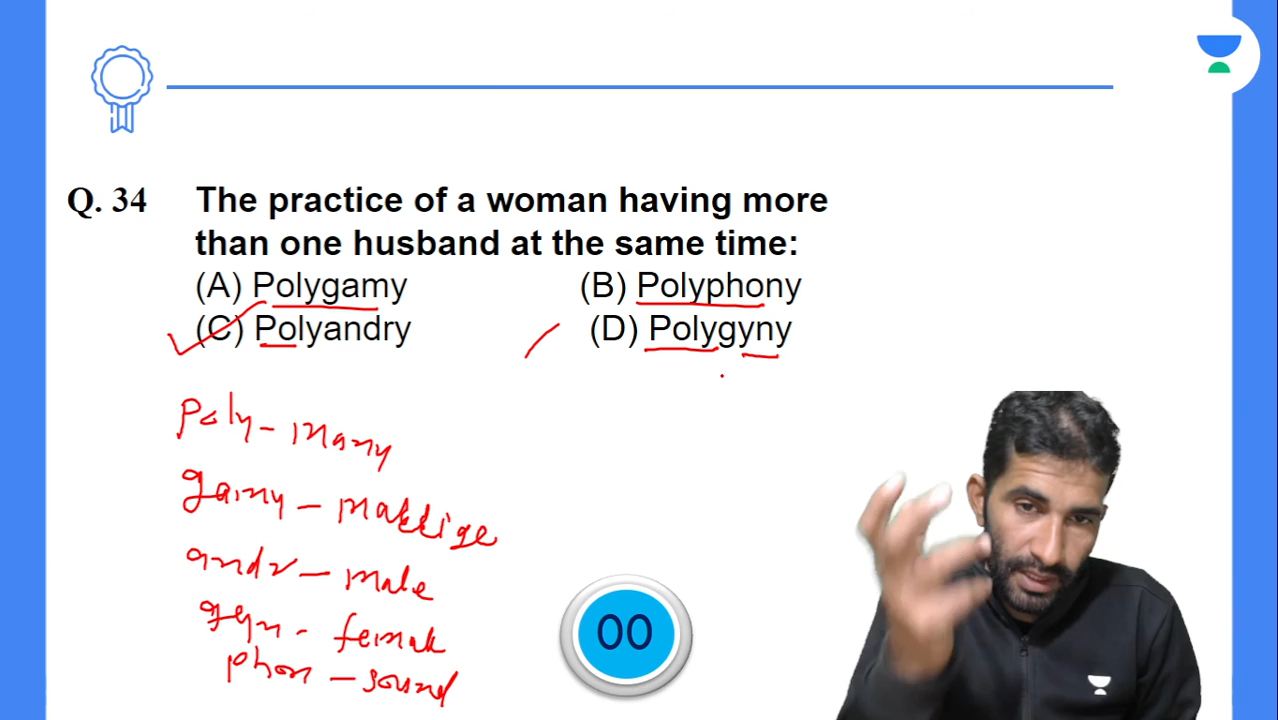 Q. 34 The practice of a woman having more
than one husband at the same time:
(A) Polygamy (B) Polyphony
(C) Polyandry (D) Polygyny
Poly - many
gamy - marriage
andr - male
gyn - female
phon - sound
00